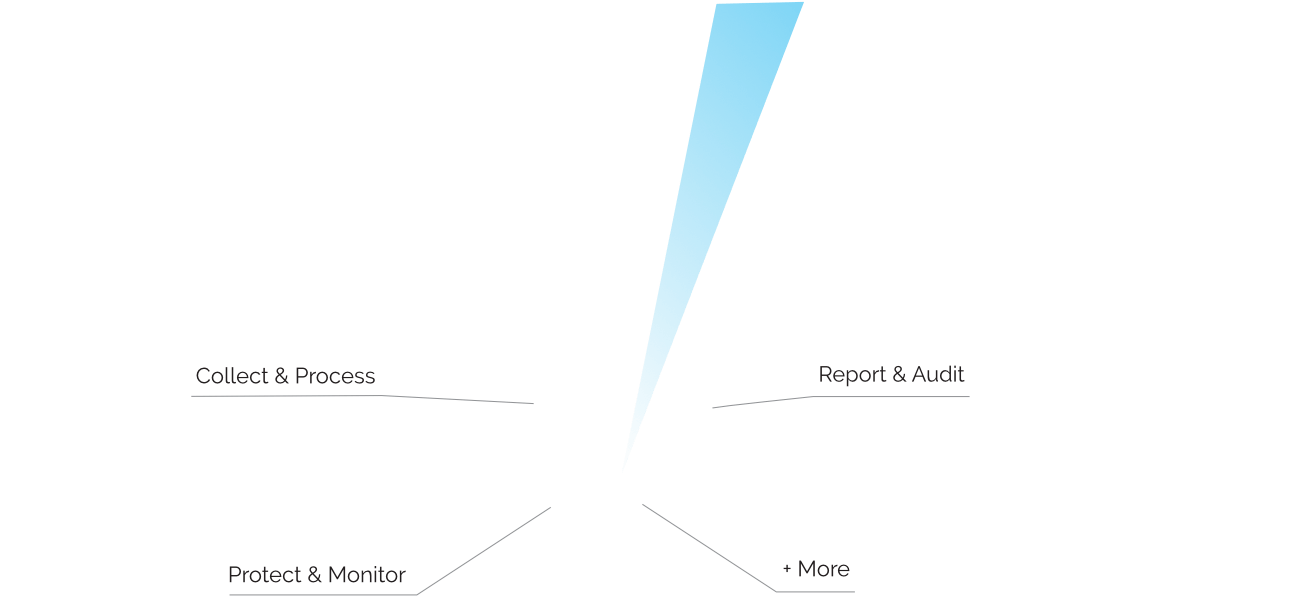 Collect & Process
Report & Audit
Protect & Monitor
+ More